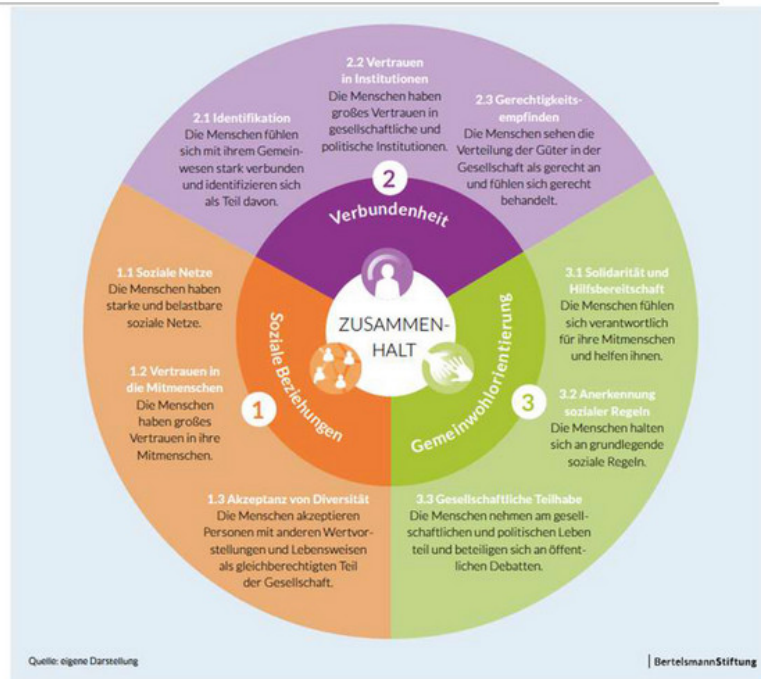 2.2 Vertrauen
in Institutionen
Die Menschen haben
großes Vertrauen in
gesellschaftliche und
politische Institutionen.
2.1 Identifikation
Die Menschen fühlen
sich mit ihrem Gemein-
wesen stark verbunden
und identifizieren sich
als Teil davon.
2.3 Gerechtigkeits-
empfinden
Die Menschen sehen die
Verteilung der Güter in der
Gesellschaft als gerecht an
und fühlen sich gerecht
behandelt.
2
Verbundenheit
1.1 Soziale Netze
Die Menschen haben
starke und belastbare
soziale Netze.
1.2 Vertrauen in
die Mitmenschen
Die Menschen
haben großes
Vertrauen in ihre
Mitmenschen.
1
Soziale Beziehungen
ZUSAMMEN-
HALT
Gemeinwohlorientierung
3
3.1 Solidarität und
Hilfsbereitschaft
Die Menschen fühlen
sich verantwortlich
für ihre Mitmenschen
und helfen ihnen.
3.2 Anerkennung
sozialer Regeln
Die Menschen halten
sich an grundlegende
soziale Regeln.
1.3 Akzeptanz von Diversität
Die Menschen akzeptieren
Personen mit anderen Wertvor-
stellungen und Lebensweisen
als gleichberechtigten Teil
der Gesellschaft.
3.3 Gesellschaftliche Teilhabe
Die Menschen nehmen am gesell-
schaftlichen und politischen Leben
teil und beteiligen sich an öffent-
lichen Debatten.
Quelle: eigene Darstellung
BertelsmannStiftung